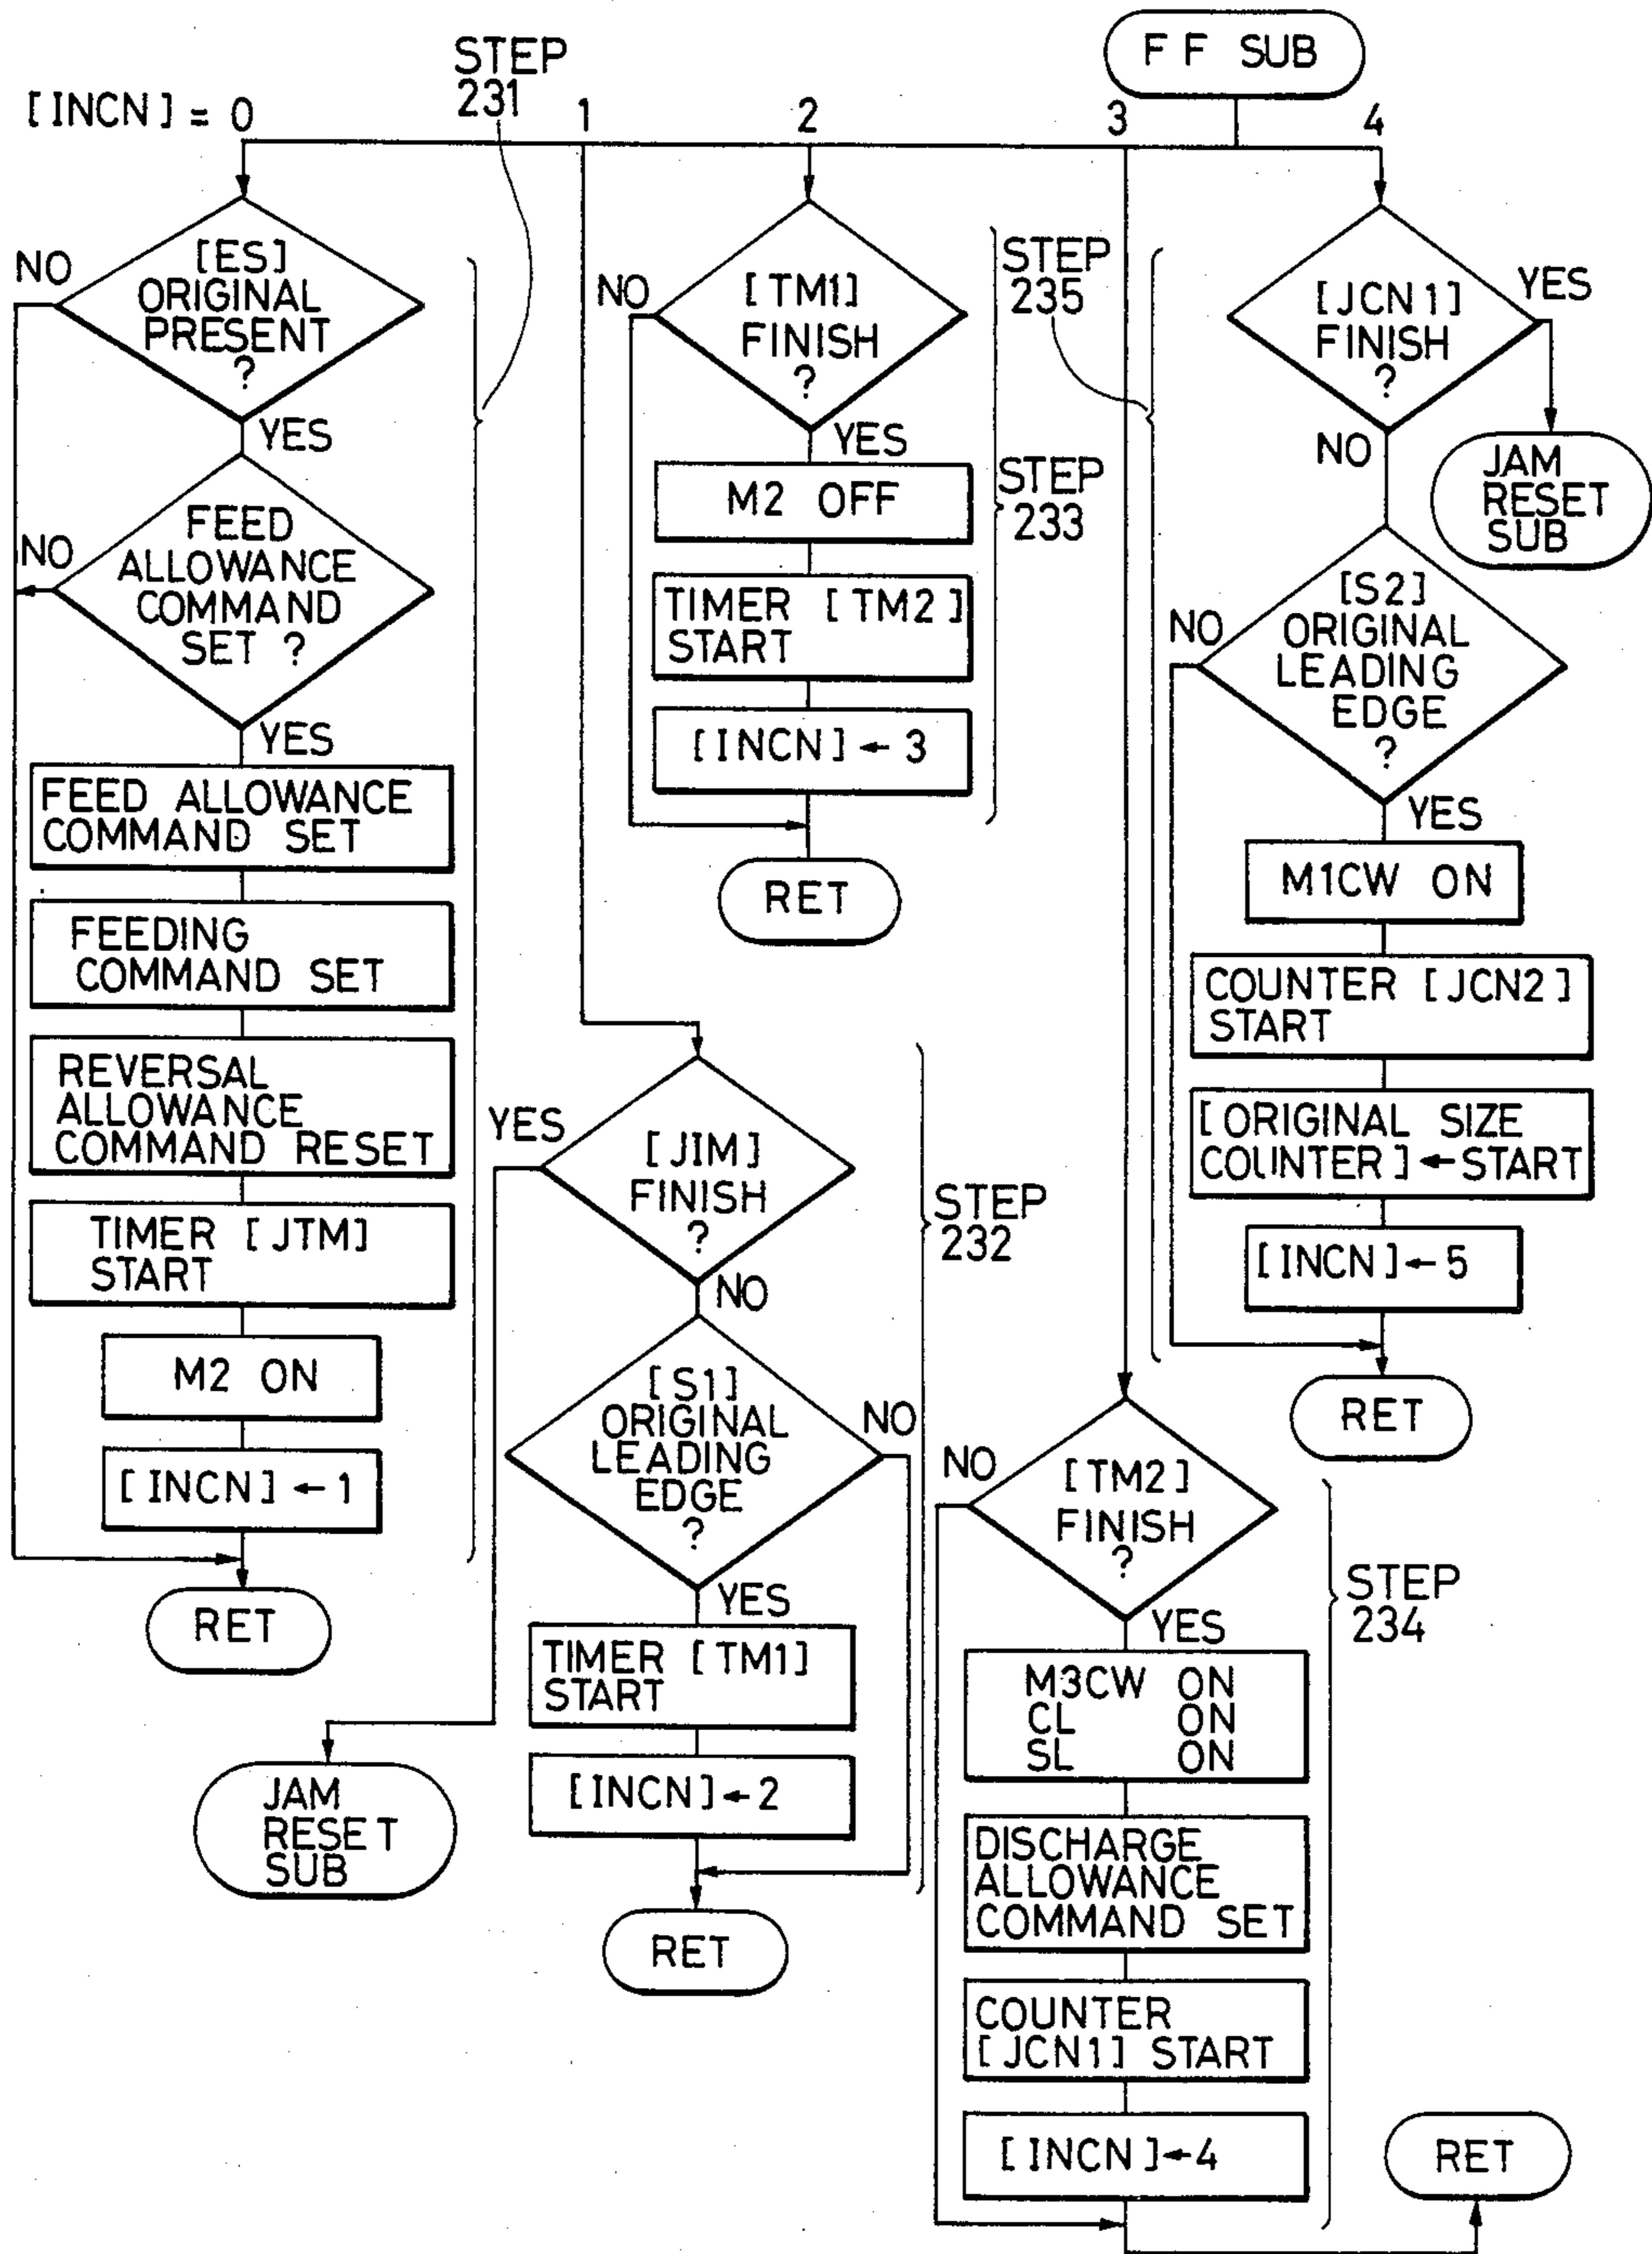 F F SUB
[INCN] = 0
1
2
3
4
STEP
231
[ES]
ORIGINAL
PRESENT
?
NO
YES
FEED
ALLOWANCE
COMMAND
SET ?
NO
YES
FEED ALLOWANCE
COMMAND SET
FEEDING
COMMAND SET
REVERSAL
ALLOWANCE
COMMAND RESET
TIMER [JTM]
START
M2 ON
[INCN] ← 1
RET
[JIM]
FINISH
?
YES
NO
STEP
232
[S1]
ORIGINAL
LEADING
EDGE
?
NO
YES
TIMER [TM1]
START
[INCN] ← 2
RET
JAM
RESET
SUB
[TM1]
FINISH
?
NO
YES
M2 OFF
TIMER [TM2]
START
[INCN] ← 3
RET
STEP
233
[TM2]
FINISH
?
NO
YES
M3CW ON
CL ON
SL ON
DISCHARGE
ALLOWANCE
COMMAND SET
COUNTER
[JCN1] START
[INCN] ← 4
STEP
234
RET
STEP
235
[JCN1]
FINISH
?
YES
NO
JAM
RESET
SUB
[S2]
ORIGINAL
LEADING
EDGE
?
NO
YES
M1CW ON
COUNTER [JCN2]
START
[ORIGINAL SIZE
COUNTER] ← START
[INCN] ← 5
RET